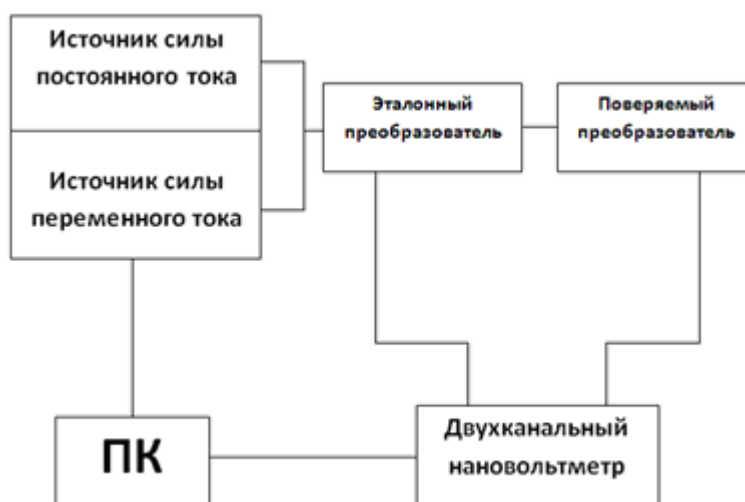 Источник силы
постоянного тока
Источник силы
переменного тока
Эталонный
преобразователь
Поверяемый
преобразователь
ПК
Двухканальный
нановольтметр